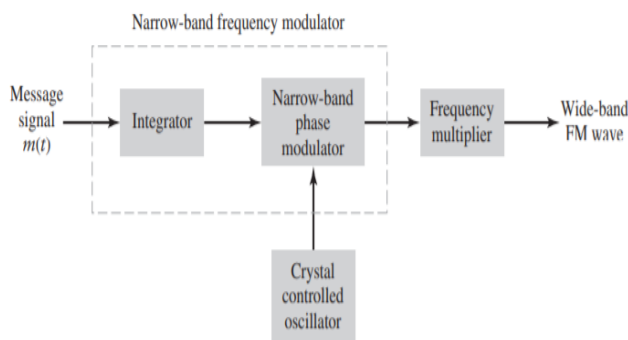 Narrow-band frequency modulator
Message
signal
m(t)
Integrator
Narrow-band
phase
modulator
Frequency
multiplier
Wide-band
FM wave
Crystal
controlled
oscillator